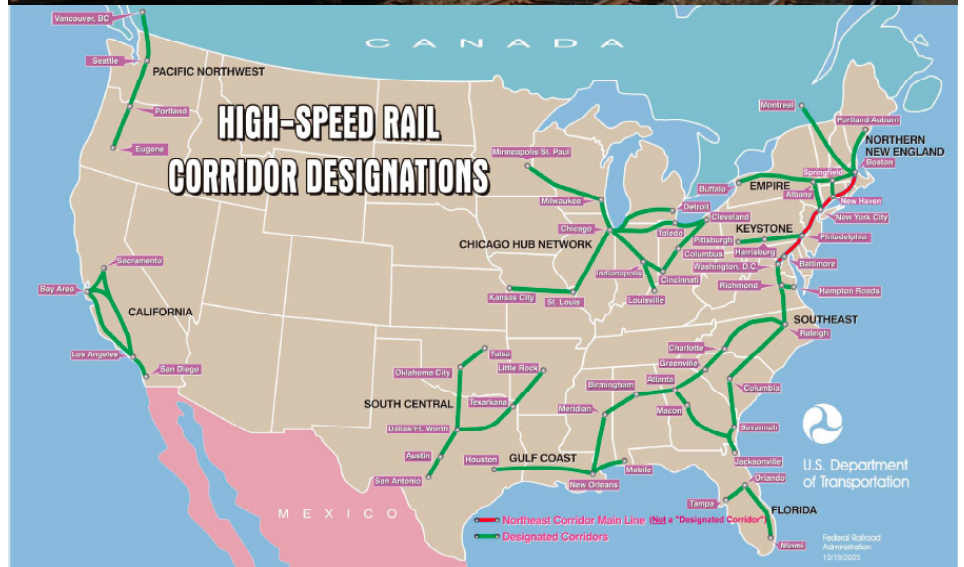 Vancouver, BC
CANADA
Seattle
PACIFIC NORTHWEST
Portland
Eugene
HIGH-SPEED RAIL
CORRIDOR DESIGNATIONS
Montreal
Portland Auburn
NORTHERN
NEW ENGLAND
Boston
Minneapolis St. Paul
Springfield
Buffalo
EMPIRE
Albany
New Haven
Milwaukee
Detroit
Cleveland
New York City
Chicago
Toledo
KEYSTONE
Philadelphia
CHICAGO HUB NETWORK
Pittsburgh
Harrisburg
Columbus
Washington, D.C.
Baltimore
Indianapolis
Cincinnati
Richmond
Hampton Roads
Sacramento
Bay Area
Kansas City
St. Louis
Louisville
CALIFORNIA
SOUTHEAST
Raleigh
Los Angeles
San Diego
Tulsa
Charlotte
Oklahoma City
Little Rock
Greenville
Birmingham
Atlanta
Columbia
SOUTH CENTRAL
Texarkana
Meridian
Macon
Dallas-Ft. Worth
Savannah
Austin
Houston
GULF COAST
Mobile
Jacksonville
San Antonio
New Orleans
Orlando
U.S. Department
of Transportation
Tampa
FLORIDA
MEXICO
Northeast Corridor Main Line (Not a "Designated Corridor")
Designated Corridors
Miami
Federal Railroad
Administration